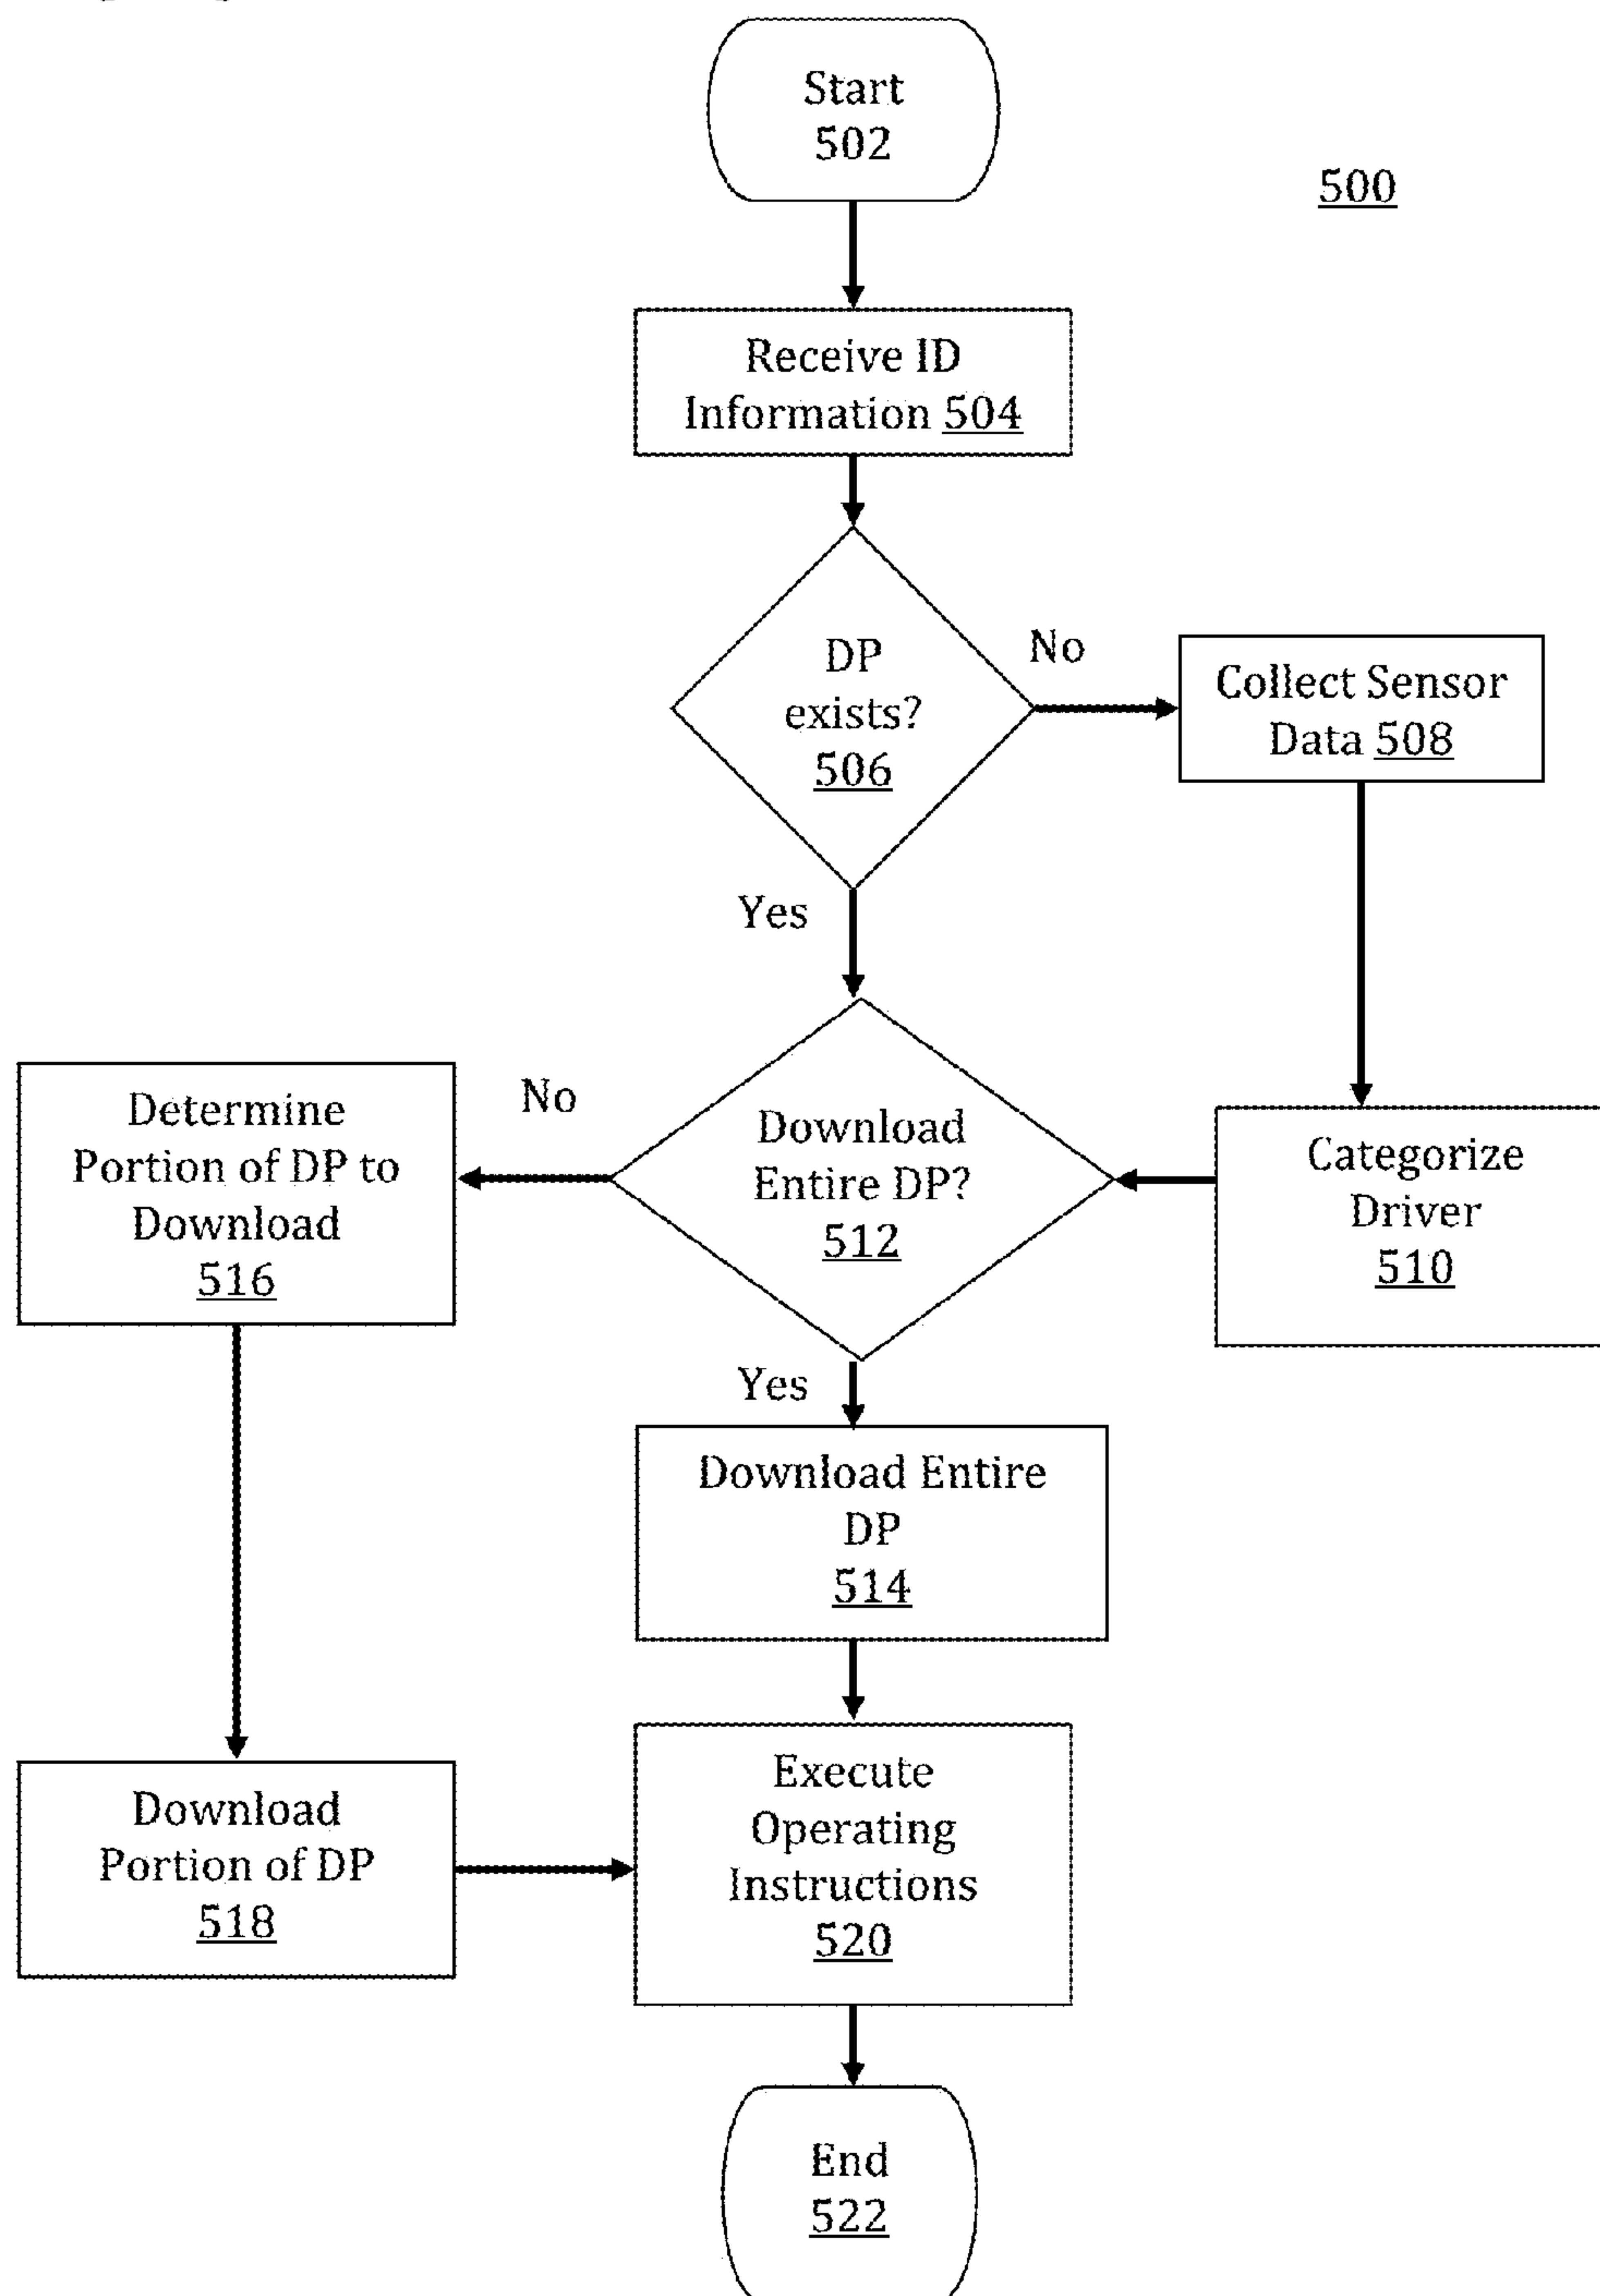 Start
502
500
Receive ID
Information 504
DP
exists?
506
No
Collect Sensor
Data 508
Yes
Determine
Portion of DP to
Download
516
No
Download
Entire DP?
512
Categorize
Driver
510
Yes
Download Entire
DP
514
Download
Portion of DP
518
Execute
Operating
Instructions
520
End
522